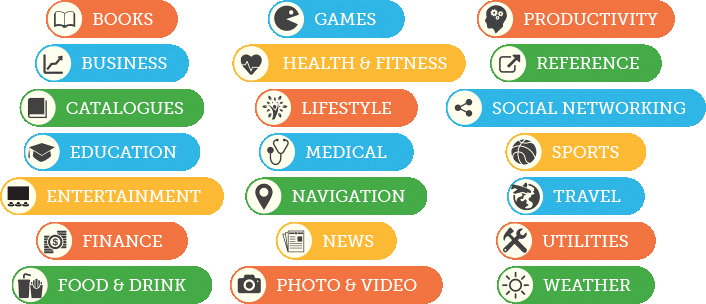 BOOKS
BUSINESS
CATALOGUES
EDUCATION
ENTERTAINMENT
FINANCE
FOOD & DRINK
GAMES
HEALTH & FITNESS
LIFESTYLE
MEDICAL
NAVIGATION
NEWS
PHOTO & VIDEO
PRODUCTIVITY
REFERENCE
SOCIAL NETWORKING
SPORTS
TRAVEL
UTILITIES
WEATHER